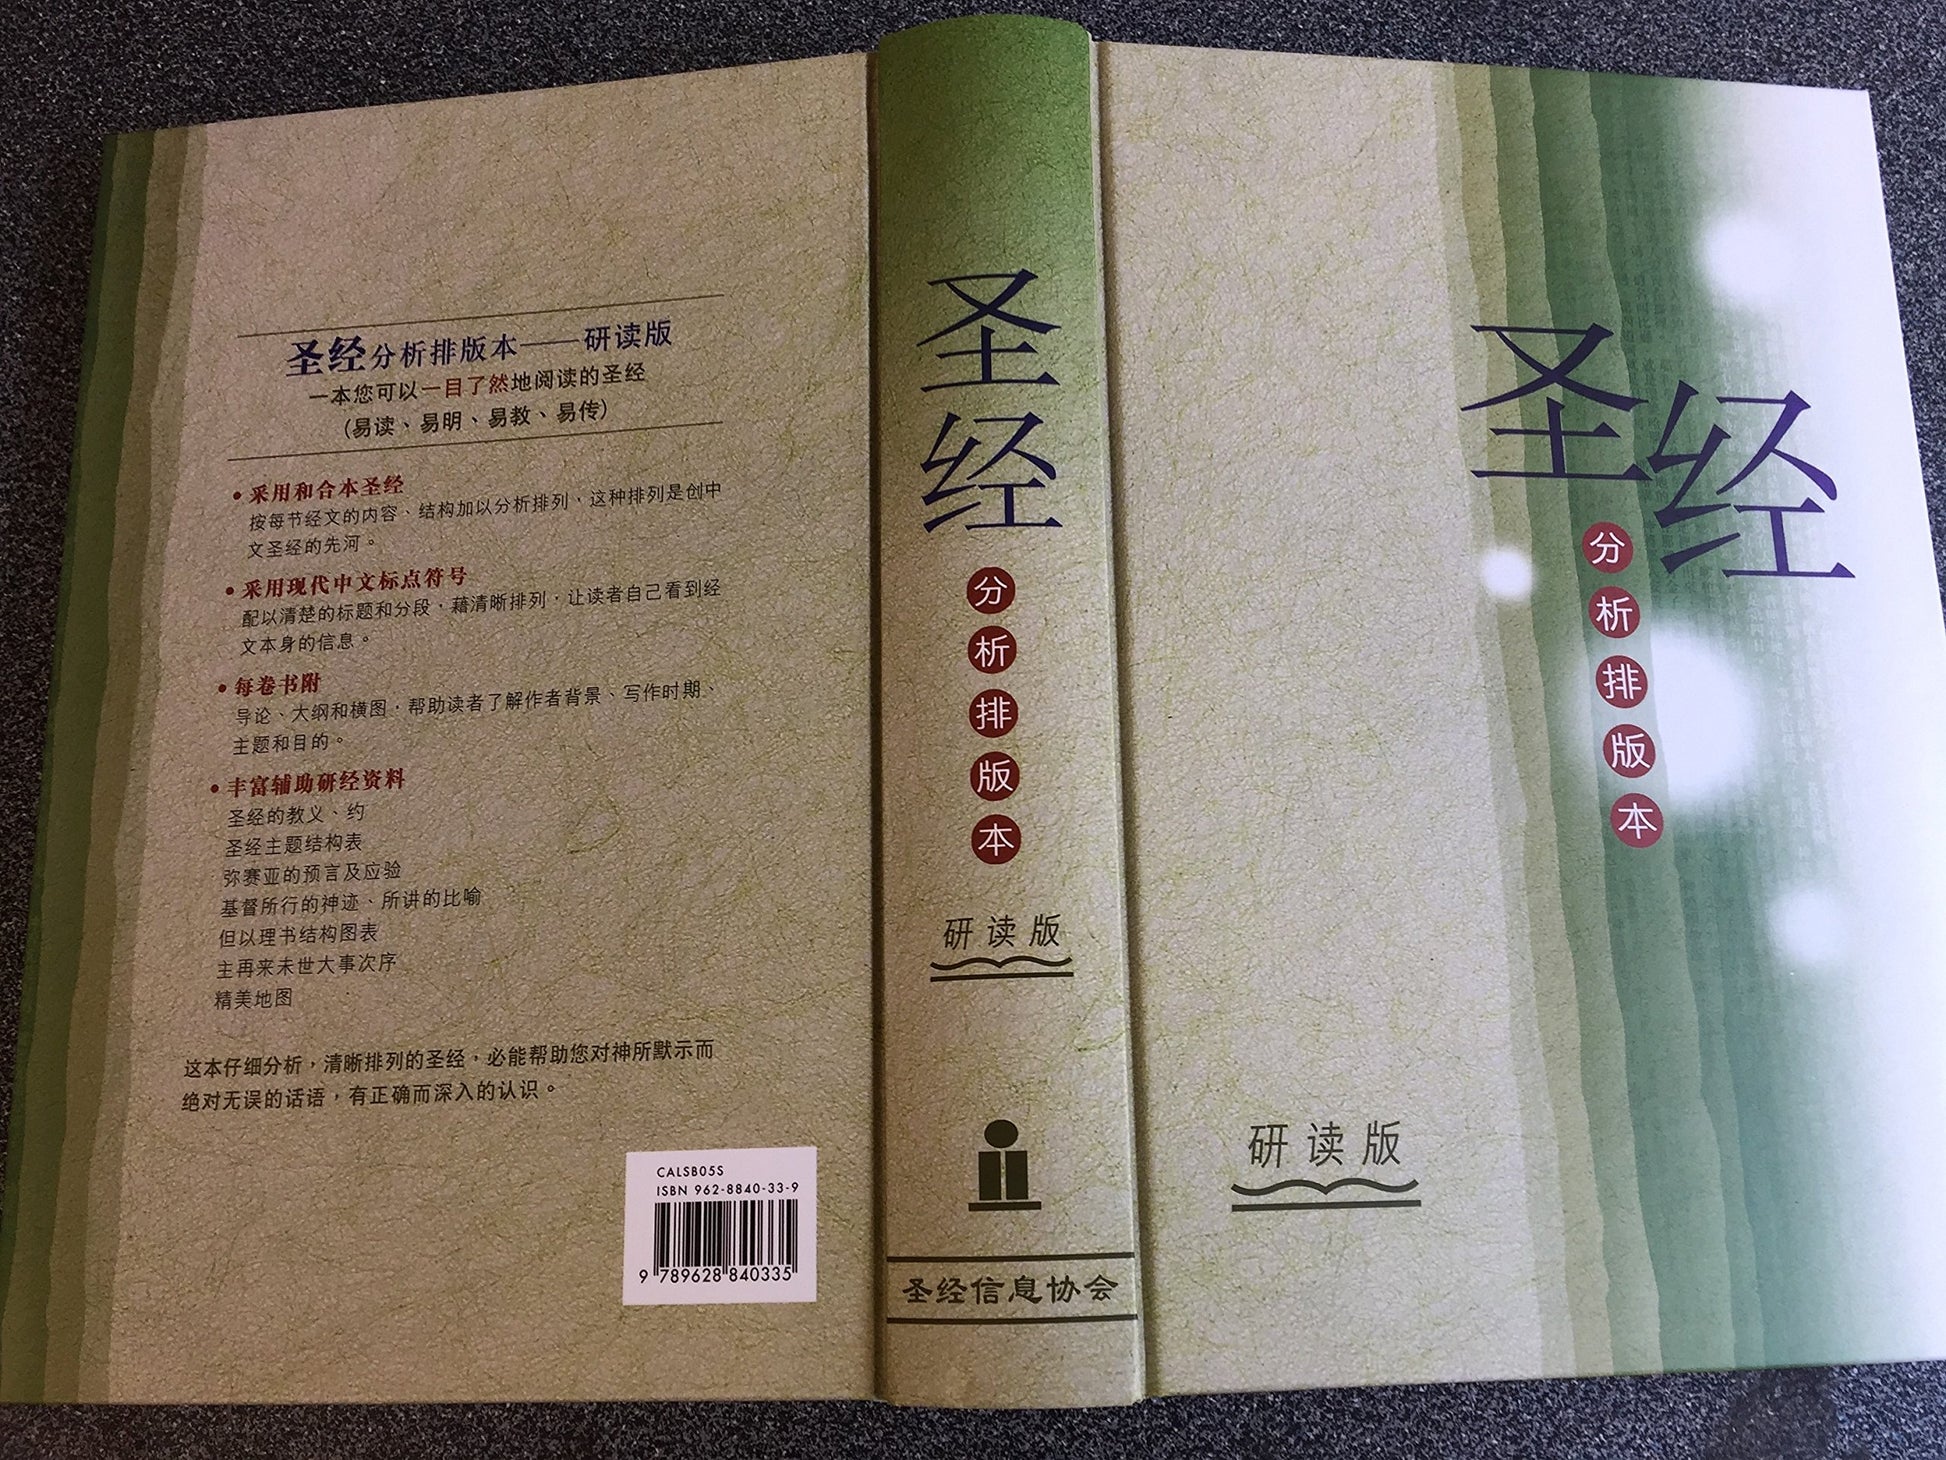 圣经分析排版本——研读版
一本您可以一目了然地阅读的圣经
(易读、易明、易教、易传)
• 采用和合本圣经
按每节经文的内容、结构加以分析排列，这种排列是创中
文圣经的先河。
• 采用现代中文标点符号
配以清楚的标题和分段，藉清晰排列，让读者自己看到经
文本身的信息。
• 每卷书附
导论、大纲和横图，帮助读者了解作者背景、写作时期、
主题和目的。
• 丰富辅助研经资料
圣经的教义、约
圣经主题结构表
弥赛亚的预言及应验
基督所行的神迹、所讲的比喻
但以理书结构图表
主再来末世大事次序
精美地图
这本仔细分析，清晰排列的圣经，必能帮助您对神所默示而
绝对无误的话语，有正确而深入的认识。
CALSB05S
ISBN 962-8840-33-9
9 789628 840335
圣经
分析排版本
研读版
圣经信息协会
圣经
分析排版本
研读版